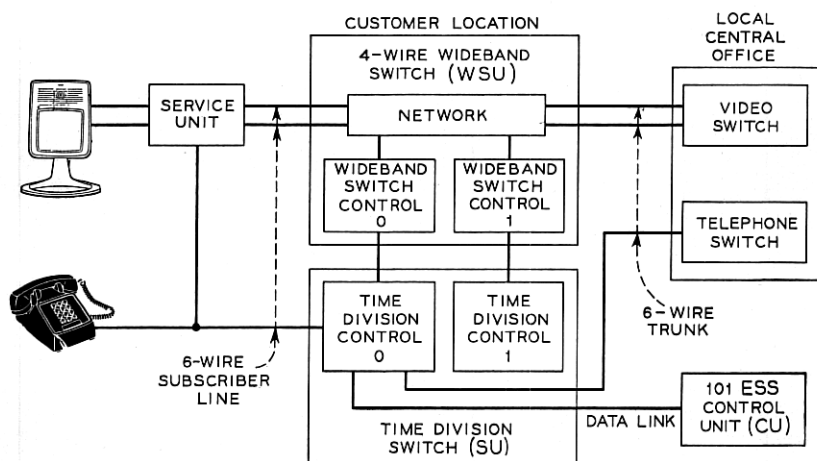 CUSTOMER LOCATION
LOCAL
CENTRAL
OFFICE
4-WIRE WIDEBAND
SWITCH (WSU)
SERVICE
UNIT
NETWORK
VIDEO
SWITCH
WIDEBAND
SWITCH
CONTROL
0
WIDEBAND
SWITCH
CONTROL
1
TELEPHONE
SWITCH
TIME
DIVISION
CONTROL
0
TIME
DIVISION
CONTROL
1
6-WIRE
TRUNK
6-WIRE
SUBSCRIBER
LINE
101 ESS
CONTROL
UNIT (CU)
DATA LINK
TIME DIVISION
SWITCH (SU)